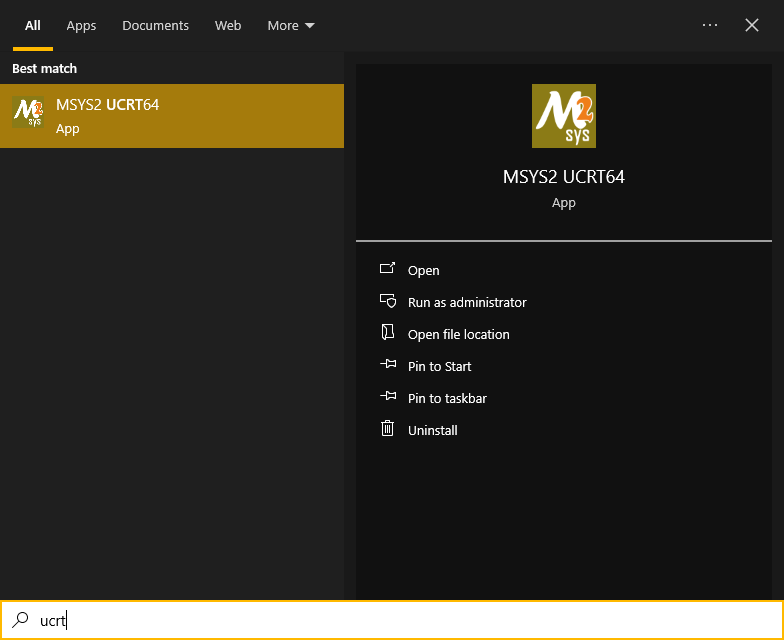 All Apps Documents Web More
Best match
M2
sys
MSYS2 UCRT64
App
M2
sys
MSYS2 UCRT64
App
Open
Run as administrator
Open file location
Pin to Start
Pin to taskbar
Uninstall
ucrt